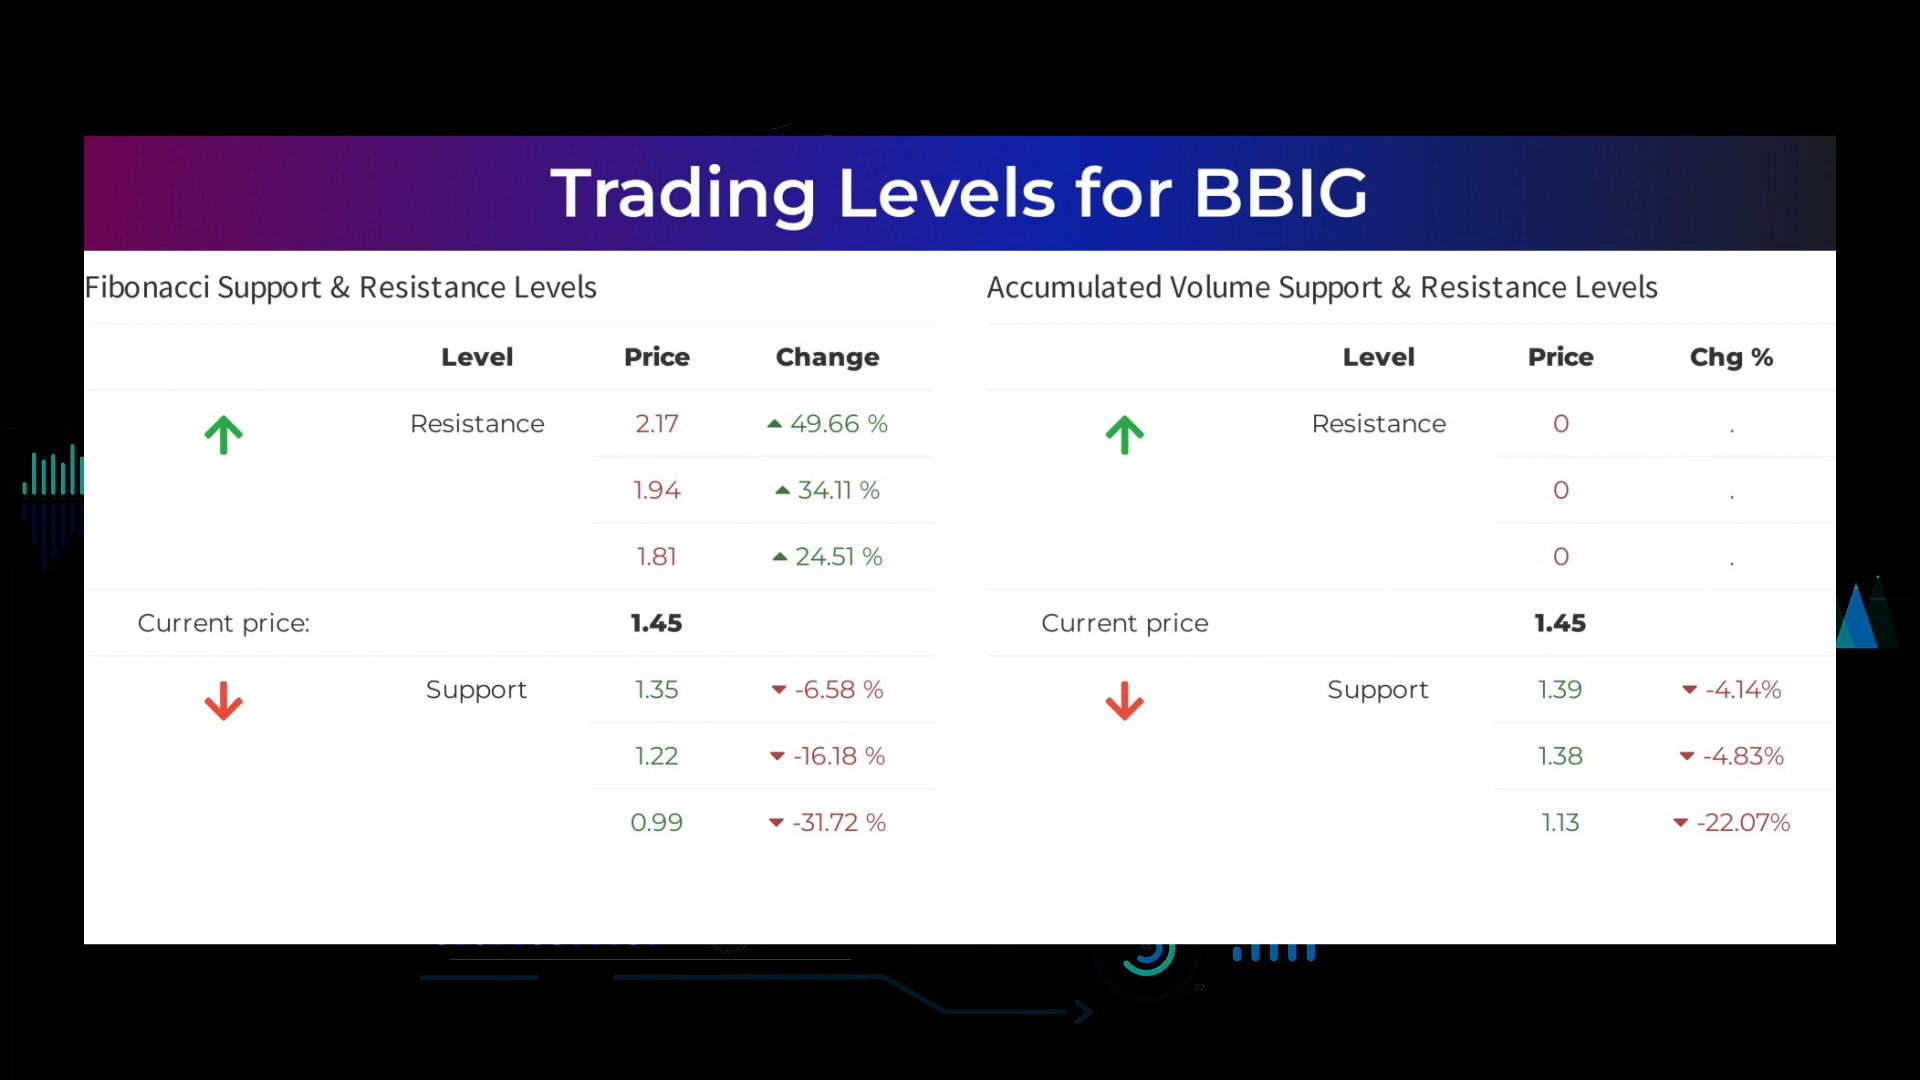 Trading Levels for BBIG
Fibonacci Support & Resistance Levels
Level Price Change
Resistance 2.17 49.66 %
1.94 34.11 %
1.81 24.51 %
Current price: 1.45
Support 1.35 -6.58 %
1.22 -16.18 %
0.99 -31.72 %
Accumulated Volume Support & Resistance Levels
Level Price Chg %
Resistance 0 .
0 .
0 .
Current price 1.45
Support 1.39 -4.14%
1.38 -4.83%
1.13 -22.07%